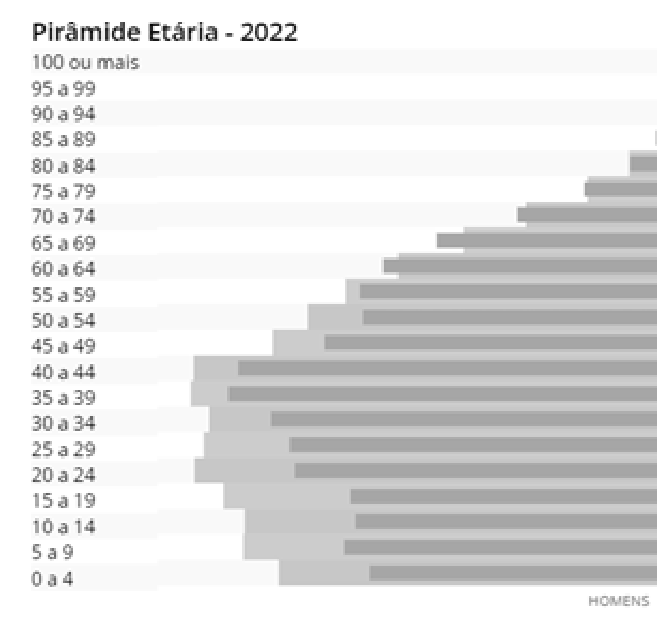 Pirâmide Etária - 2022
100 ou mais
95 a 99
90 a 94
85 a 89
80 a 84
75 a 79
70 a 74
65 a 69
60 a 64
55 a 59
50 a 54
45 a 49
40 a 44
35 a 39
30 a 34
25 a 29
20 a 24
15 a 19
10 a 14
5 a 9
0 a 4
HOMENS